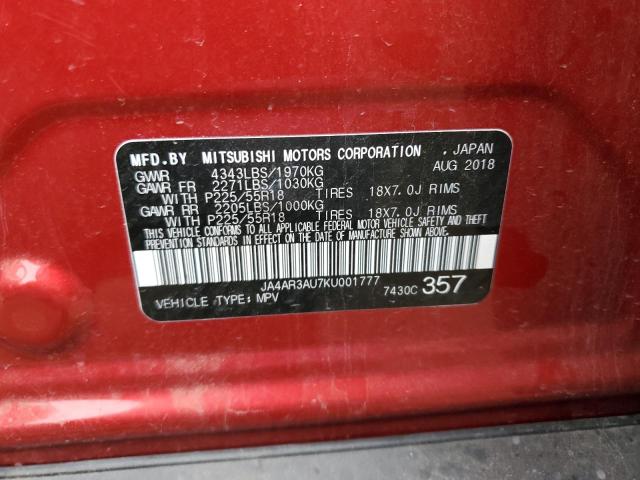 MFD.BY MITSUBISHI MOTORS CORPORATION . JAPAN
GVWR 4343LBS/1970KG AUG 2018
GAWR FR 2271LBS/1030KG
WITH P225/55R18 TIRES 18X7.0J RIMS
GAWR RR 2205LBS/1000KG
WITH P225/55R18 TIRES 18X7.0J RIMS
THIS VEHICLE CONFORMS TO ALL APPLICABLE FEDERAL MOTOR VEHICLE SAFETY AND THEFT
PREVENTION STANDARDS IN EFFECT ON THE DATE OF MANUFACTURE SHOWN ABOVE.
JA4AR3AU7KU001777
VEHICLE TYPE: MPV 7430C 357